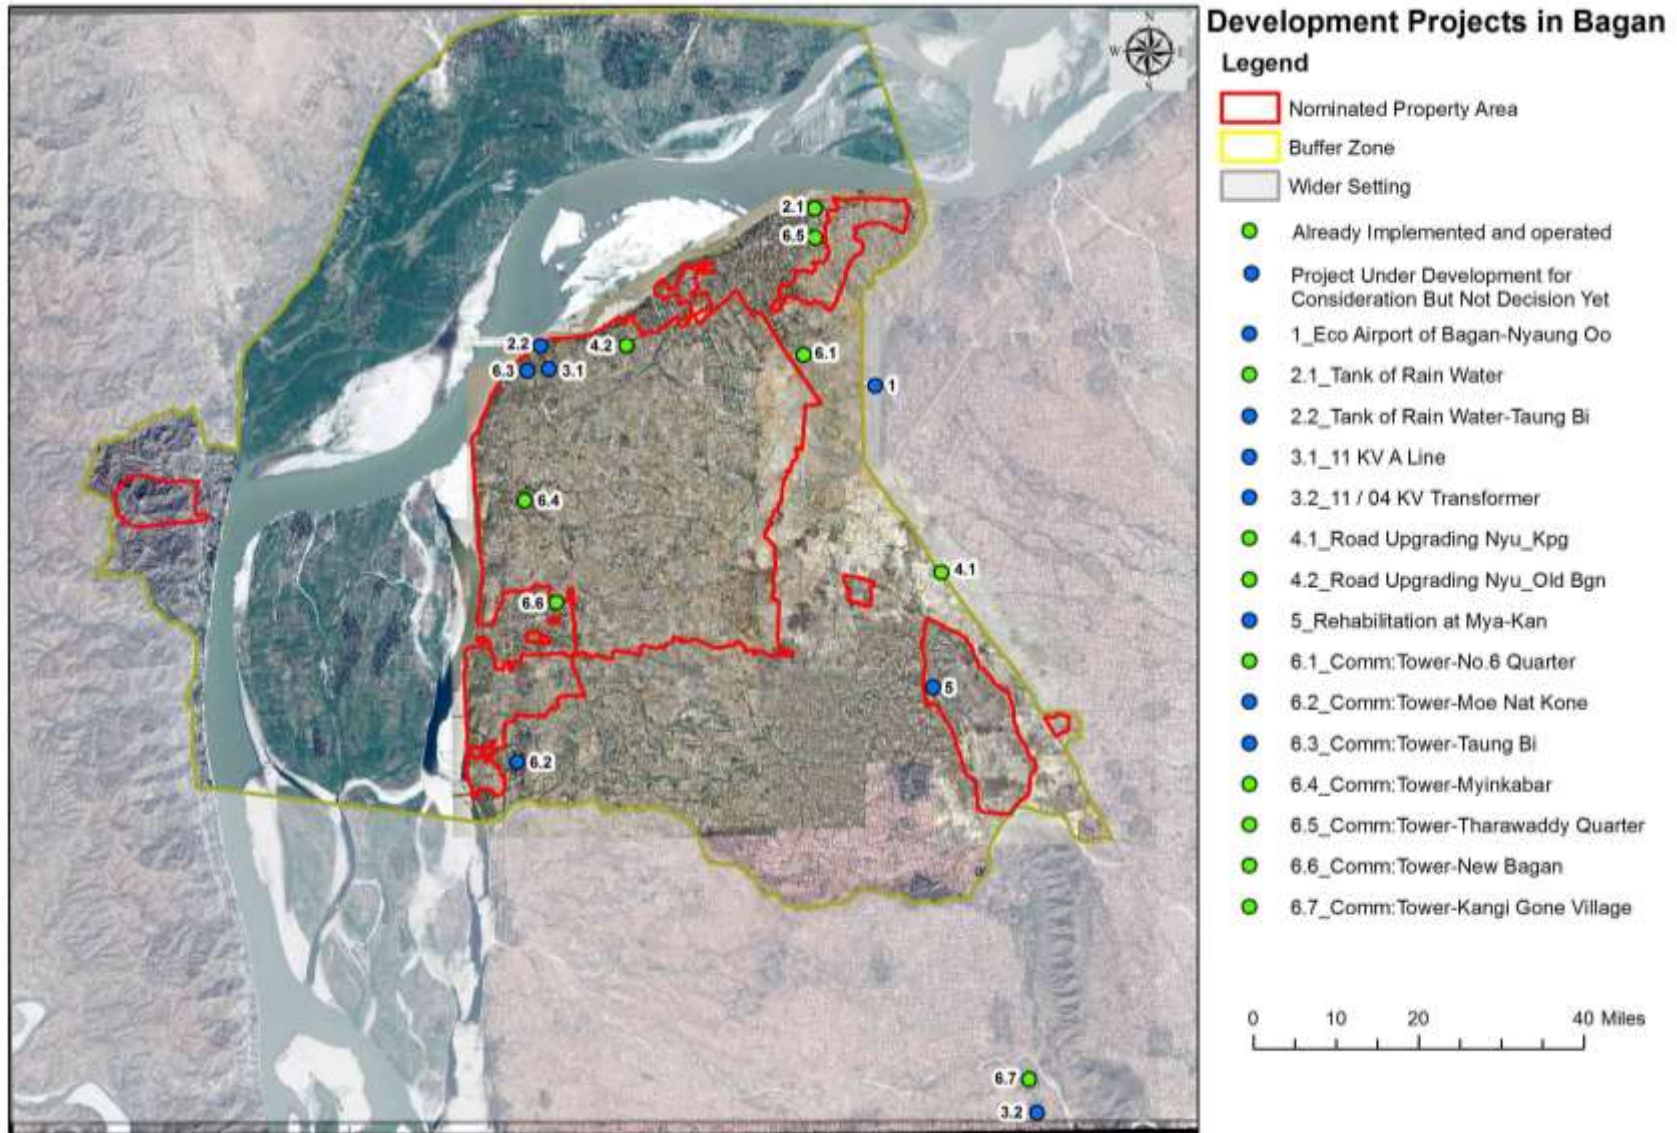 Development Projects in Bagan
Legend
Nominated Property Area
Buffer Zone
Wider Setting
Already Implemented and operated
Project Under Development for
Consideration But Not Decision Yet
1_Eco Airport of Bagan-Nyaung Oo
2.1_Tank of Rain Water
2.2_Tank of Rain Water-Taung Bi
3.1_11 KV A Line
3.2_11 / 04 KV Transformer
4.1_Road Upgrading Nyu_Kpg
4.2_Road Upgrading Nyu_Old Bgn
5_Rehabilitation at Mya-Kan
6.1_Comm:Tower-No.6 Quarter
6.2_Comm:Tower-Moe Nat Kone
6.3_Comm:Tower-Taung Bi
6.4_Comm:Tower-Myinkabar
6.5_Comm:Tower-Tharawaddy Quarter
6.6_Comm:Tower-New Bagan
6.7_Comm:Tower-Kangi Gone Village
0 10 20 40 Miles
N
W E
S
2.1
6.5
2.2 4.2 6.1
6.3 3.1 1
6.4
4.1
6.6
5
6.2
6.7
3.2